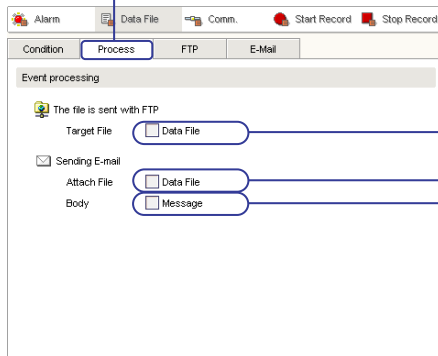 Alarm Data File Comm. Start Record Stop Record
Condition Process FTP E-Mail
Event processing
The file is sent with FTP
Target File Data File
Sending E-mail
Attach File Data File
Body Message